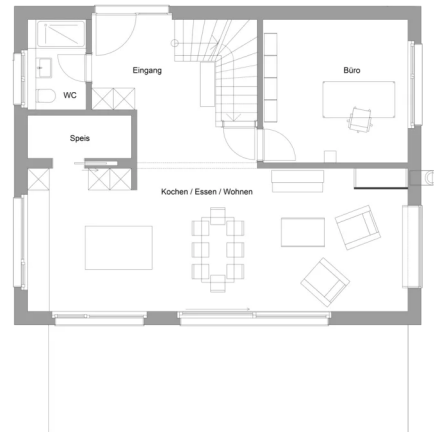 Eingang
Büro
WC
Speis
Kochen / Essen / Wohnen